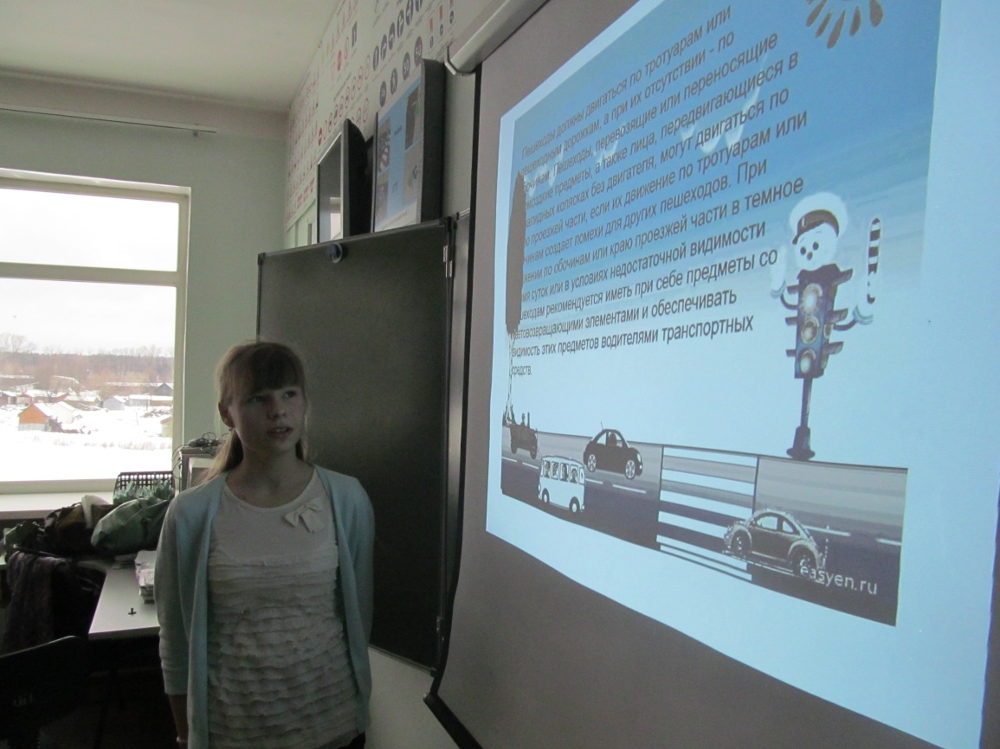 Пешеходы должны двигаться по тротуарам или
пешеходным дорожкам, а при их отсутствии - по
обочинам. Пешеходы, перевозящие или переносящие
громоздкие предметы, а также лица, передвигающиеся в
инвалидных колясках без двигателя, могут двигаться по
проезжей части, если их движение по тротуарам или
обочинам создает помехи для других пешеходов. При
движении по обочинам или краю проезжей части в темное
время суток или в условиях недостаточной видимости
пешеходам рекомендуется иметь при себе предметы со
световозвращающими элементами и обеспечивать
видимость этих предметов водителями транспортных
средств.
easyen.ru